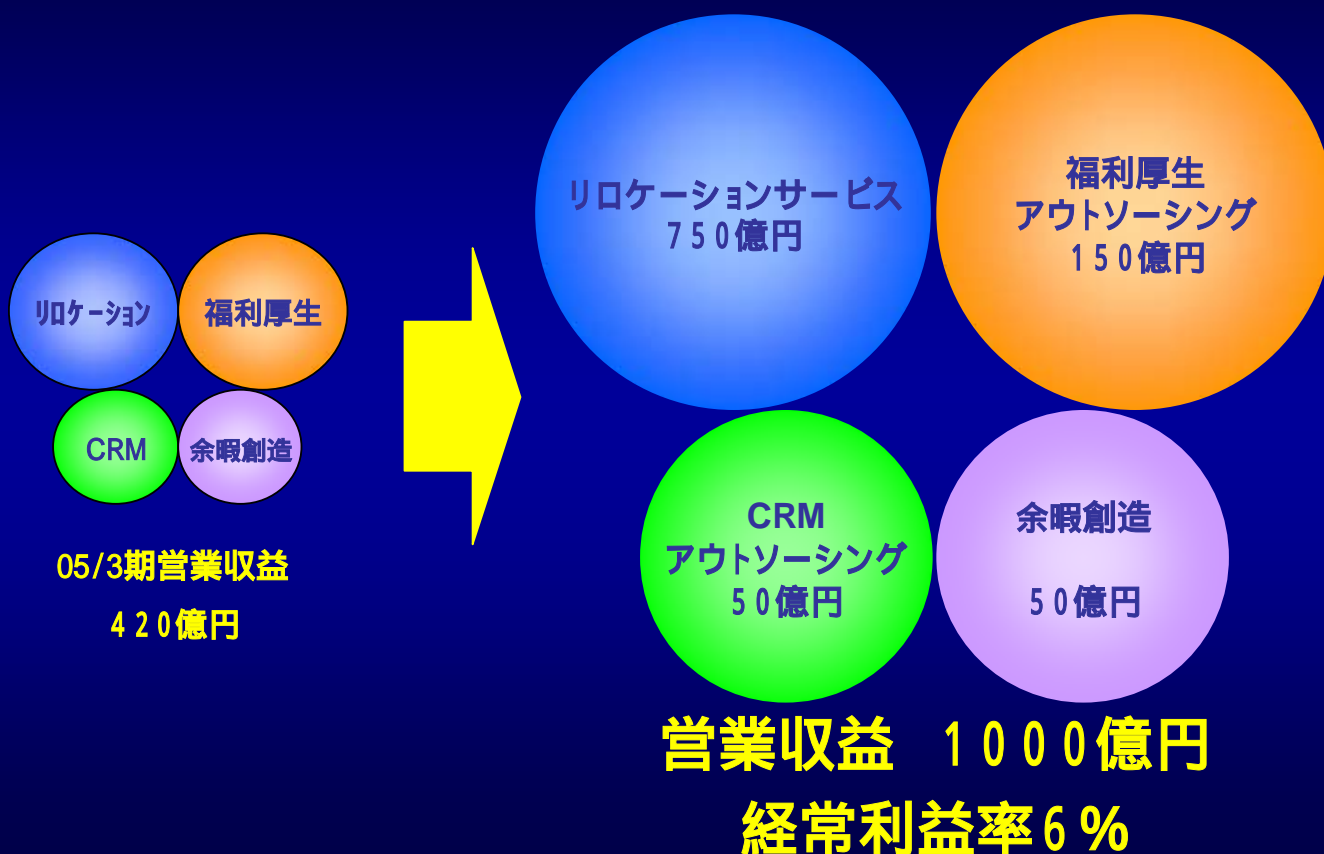 リロケーション
福利厚生
CRM
余暇創造
05/3期営業収益
420億円
リロケーションサービス
750億円
福利厚生
アウトソーシング
150億円
CRM
アウトソーシング
50億円
余暇創造
50億円
営業収益 1000億円
経常利益率6%